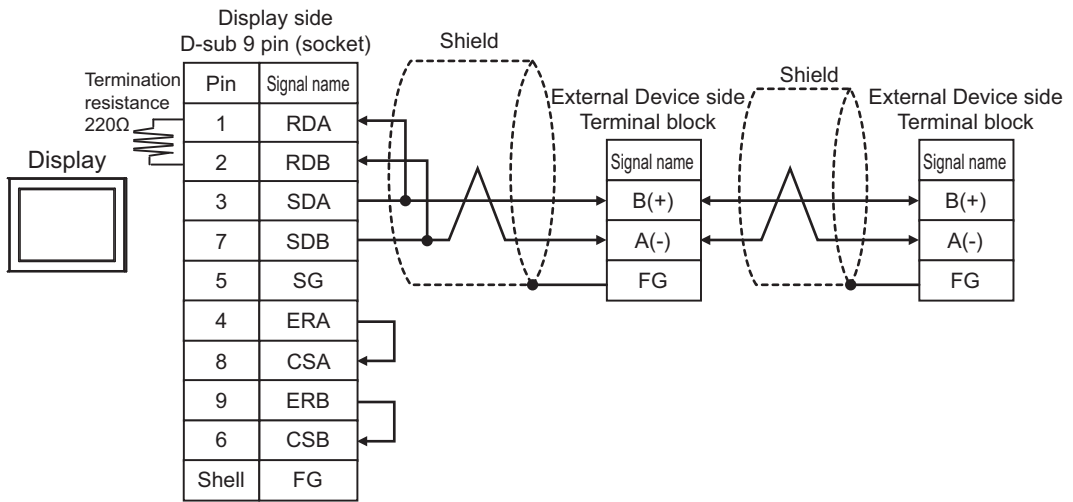 Display side
D-sub 9 pin (socket)
Shield
Termination
resistance
220Ω
Display
Pin Signal name
1 RDA
2 RDB
3 SDA
7 SDB
5 SG
4 ERA
8 CSA
9 ERB
6 CSB
Shell FG
External Device side
Terminal block
Signal name
B(+)
A(-)
FG
Shield
External Device side
Terminal block
Signal name
B(+)
A(-)
FG